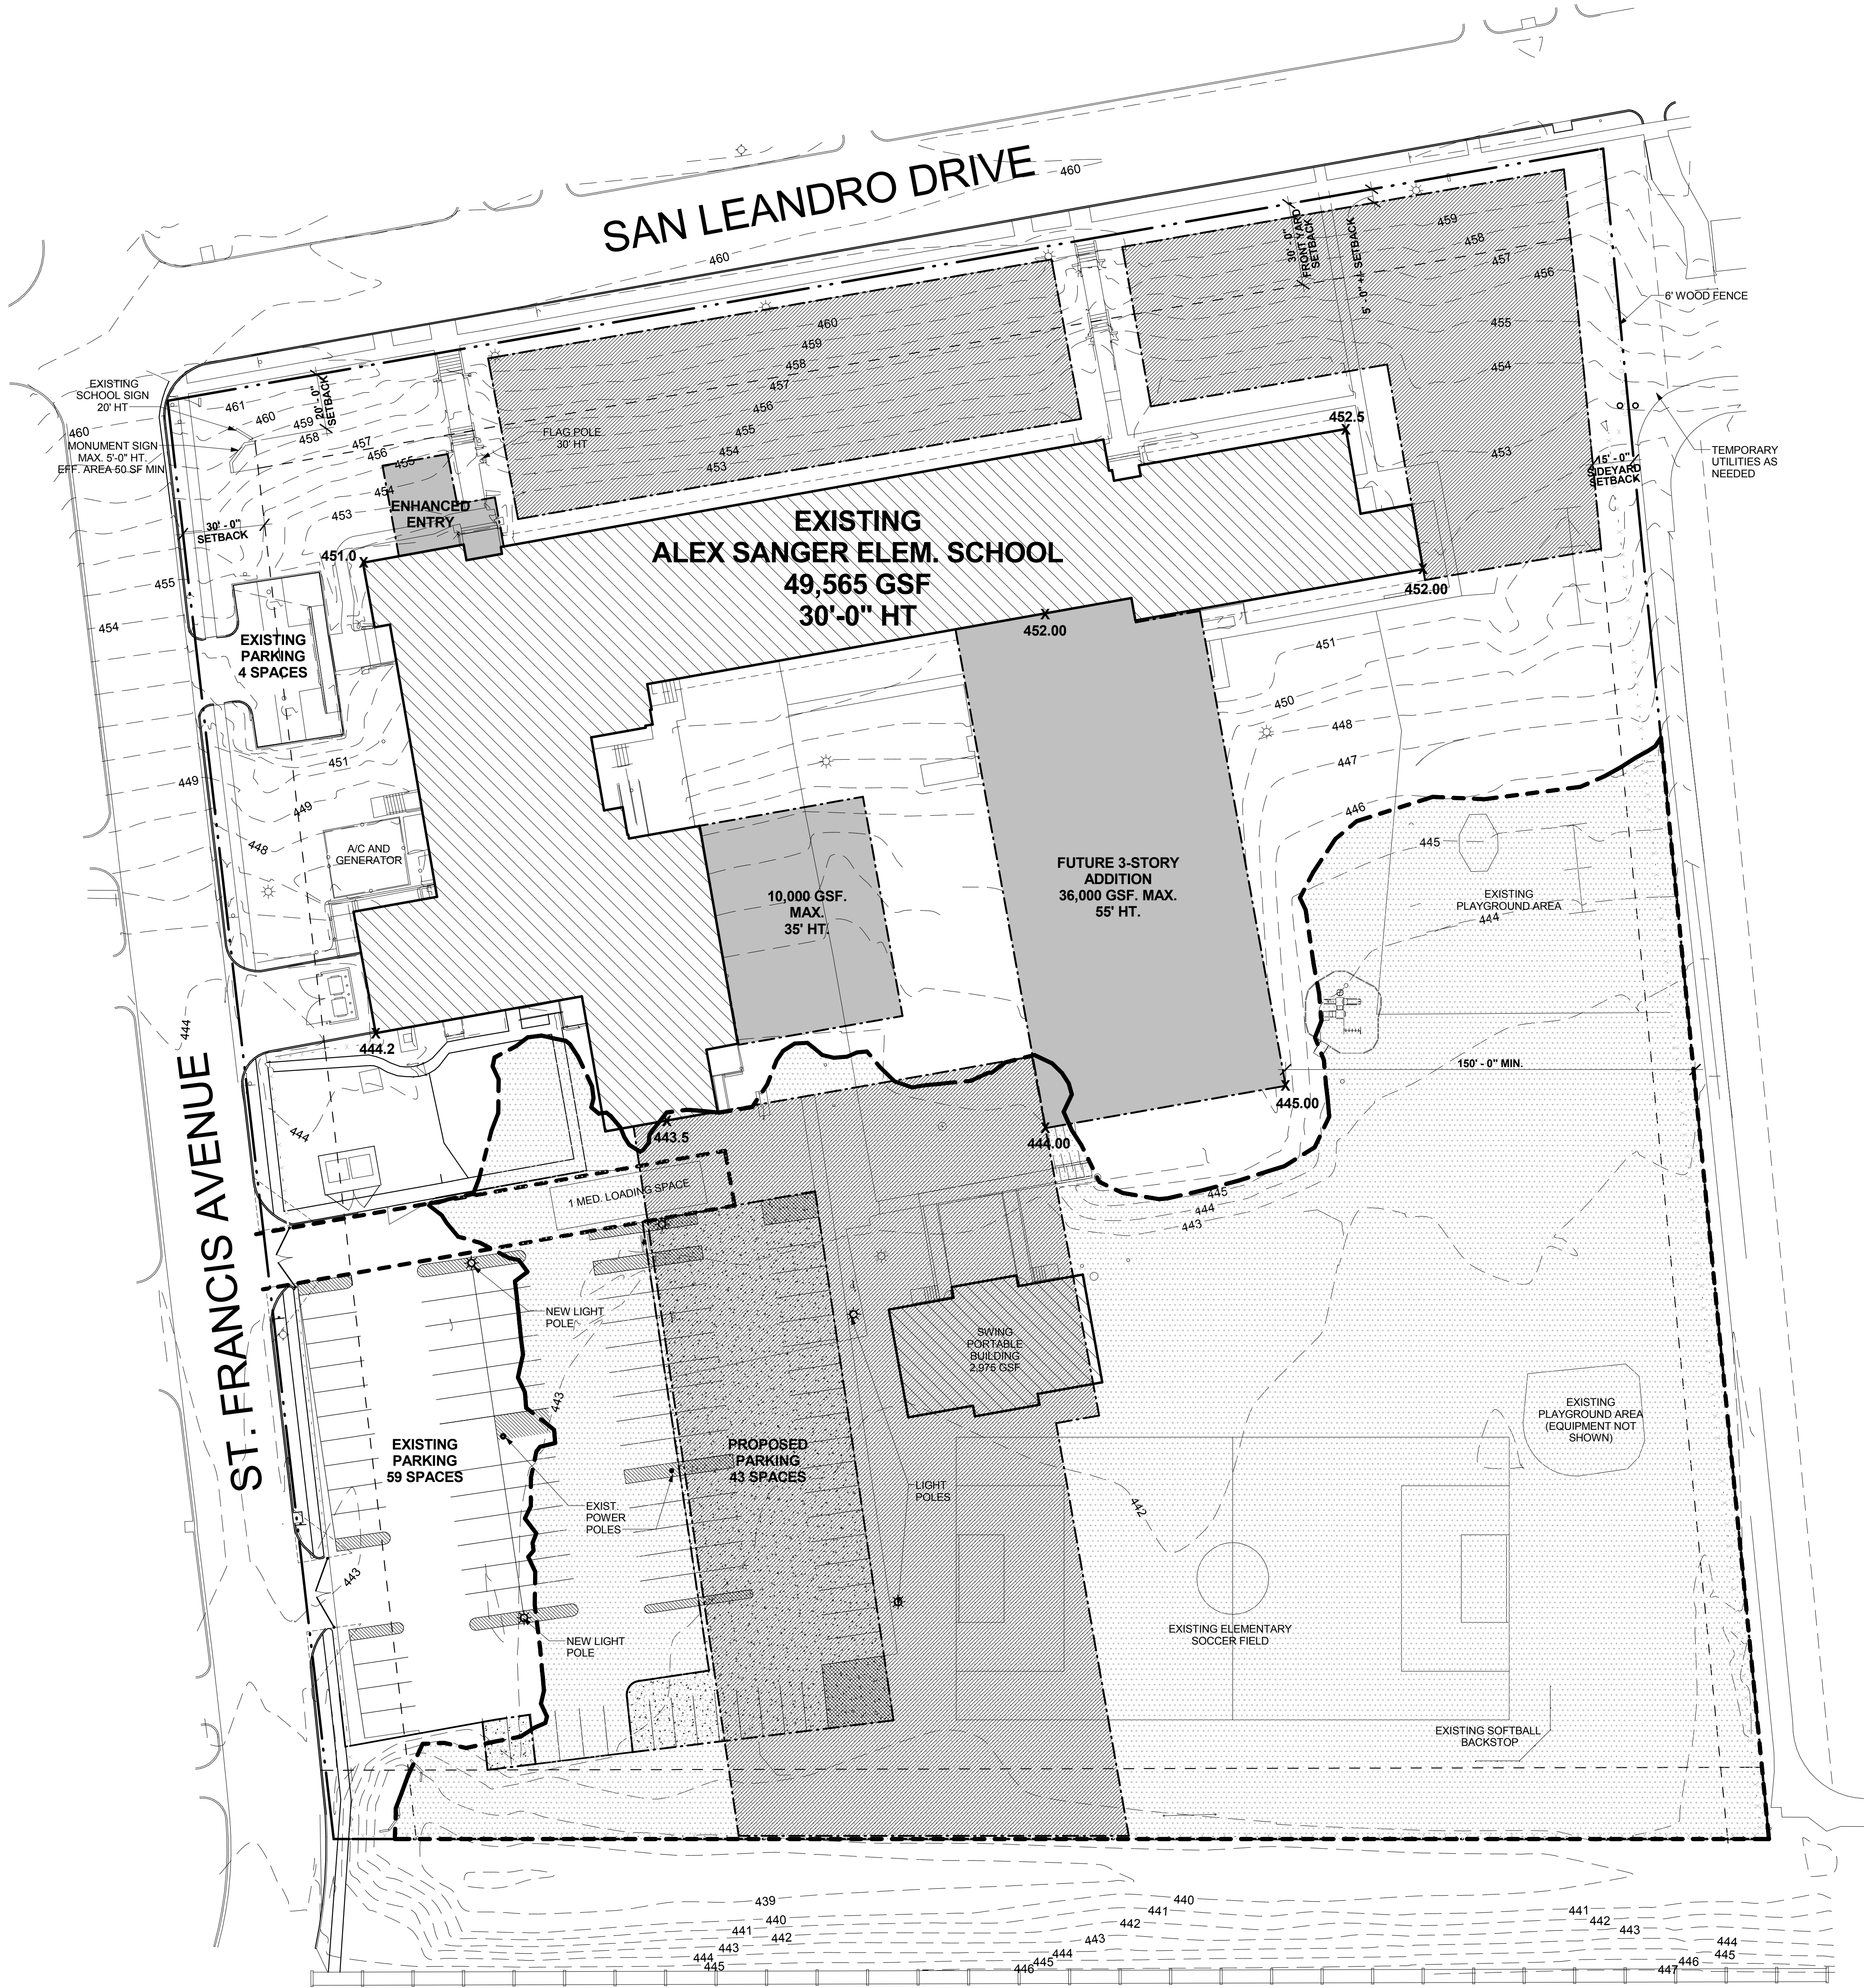 SAN LEANDRO DRIVE
460
460
30' - 0"
FRONT YARD
SETBACK
5' - 0" +/- SETBACK
459
458
457
456
455
454
453
6' WOOD FENCE
TEMPORARY
UTILITIES AS
NEEDED
15' - 0"
SIDEYARD
SETBACK
EXISTING
SCHOOL SIGN
20' HT
MONUMENT SIGN
MAX. 5'-0" HT.
EFF. AREA 50 SF MIN
460
461
460
459
458
457
456
455
454
453
20' - 0"
SETBACK
30' - 0"
SETBACK
FLAG POLE
30' HT
460
459
458
457
456
455
454
453
ENHANCED
ENTRY
451.0
452.5
452.00
452.00
EXISTING
ALEX SANGER ELEM. SCHOOL
49,565 GSF
30'-0" HT
455
454
EXISTING
PARKING
4 SPACES
451
449
449
448
A/C AND
GENERATOR
451
450
448
447
446
445
444
10,000 GSF.
MAX.
35' HT.
FUTURE 3-STORY
ADDITION
36,000 GSF. MAX.
55' HT.
EXISTING
PLAYGROUND AREA
150' - 0" MIN.
444
444.2
444
443.5
444.00
445.00
445
444
443
1 MED. LOADING SPACE
ST. FRANCIS AVENUE
NEW LIGHT
POLE
SWING
PORTABLE
BUILDING
2,975 GSF
443
EXISTING
PARKING
59 SPACES
PROPOSED
PARKING
43 SPACES
EXISTING
PLAYGROUND AREA
(EQUIPMENT NOT
SHOWN)
LIGHT
POLES
442
EXIST.
POWER
POLES
443
NEW LIGHT
POLE
EXISTING ELEMENTARY
SOCCER FIELD
EXISTING SOFTBALL
BACKSTOP
439
440
441
442
443
444
445
440
441
442
443
444
445
446
441
442
443
444
445
446
447